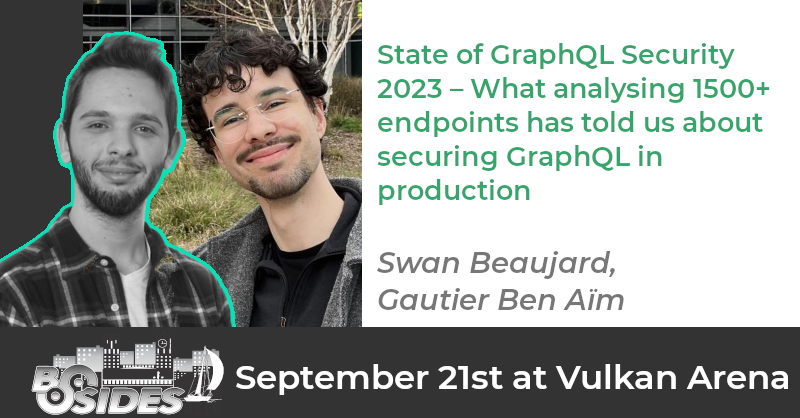 State of GraphQL Security
2023 – What analysing 1500+
endpoints has told us about
securing GraphQL in
production
Swan Beaujard,
Gautier Ben Aïm
BSIDES
September 21st at Vulkan Arena